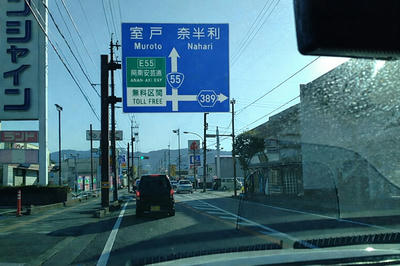 ンシャイン
室戸 奈半利
Muroto Nahari
E55
阿南安芸道
ANAN-AKI EXP
無料区間
TOLL FREE
55
389